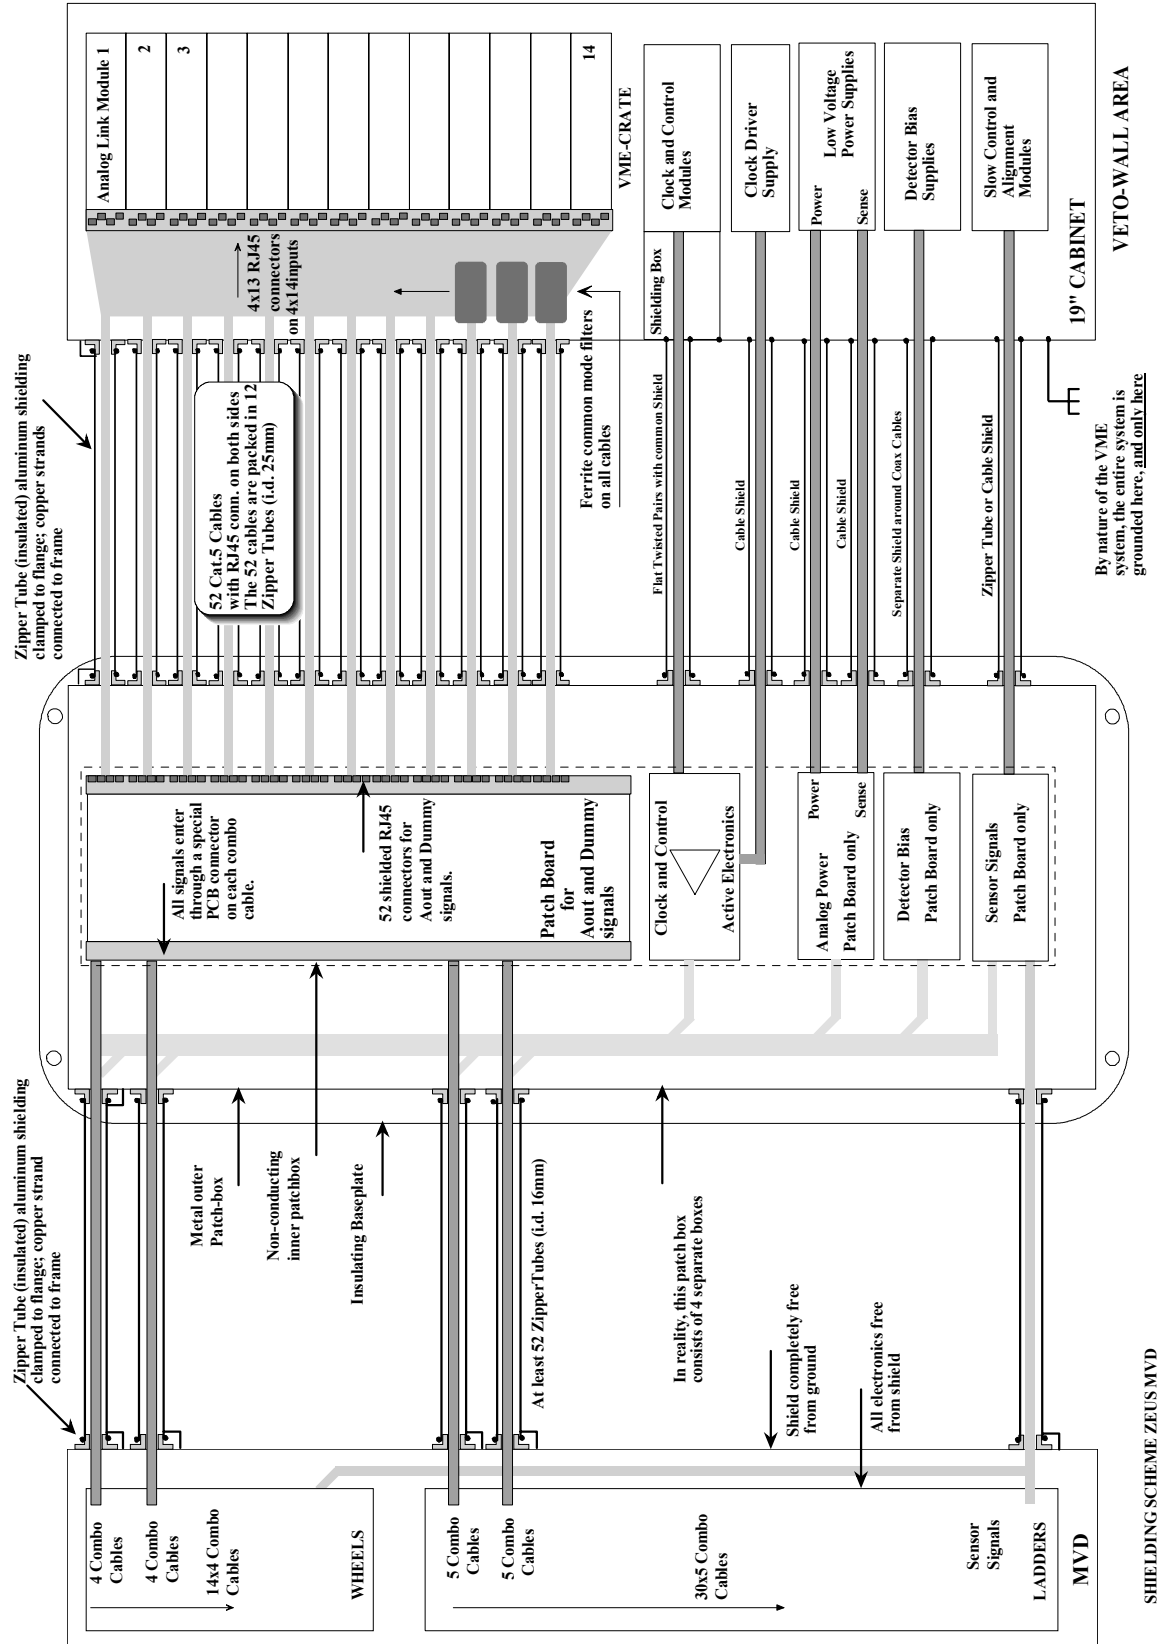 Analog Link Module 1
2
3
14
VME-CRATE
4x13 RJ45
connectors
on 4x14inputs
Ferrite common mode filters
on all cables
Zipper Tube (insulated) aluminum shielding
clamped to flange; copper strands
connected to frame
52 Cat.5 Cables
with RJ45 conn. on both sides
The 52 cables are packed in 12
Zipper Tubes (i.d. 25mm)
Clock and Control
Modules
Shielding Box
Clock Driver
Supply
Low Voltage
Power Supplies
Power
Sense
Detector Bias
Supplies
Slow Control and
Alignment
Modules
19" CABINET
VETO-WALL AREA
Flat Twisted Pairs with common Shield
Cable Shield
Cable Shield
Cable Shield
Separate Shield around Coax Cables
Zipper Tube or Cable Shield
By nature of the VME
system, the entire system is
grounded here, and only here
All signals enter
through a special
PCB connector
on each combo
cable.
52 shielded RJ45
connectors for
Aout and Dummy
signals.
Patch Board
for
Aout and Dummy
signals
Clock and Control
Active Electronics
Power
Sense
Analog Power
Patch Board only
Detector Bias
Patch Board only
Sensor Signals
Patch Board only
Zipper Tube (insulated) aluminum shielding
clamped to flange; copper strand
connected to frame
Metal outer
Patch-box
Non-conducting
inner patchbox
Insulating Baseplate
At least 52 ZipperTubes (i.d. 16mm)
In reality, this patch box
consists of 4 separate boxes
Shield completely free
from ground
All electronics free
from shield
4 Combo
Cables
4 Combo
Cables
14x4 Combo
Cables
WHEELS
5 Combo
Cables
5 Combo
Cables
30x5 Combo
Cables
Sensor
Signals
LADDERS
MVD
SHIELDING SCHEME ZEUS MVD